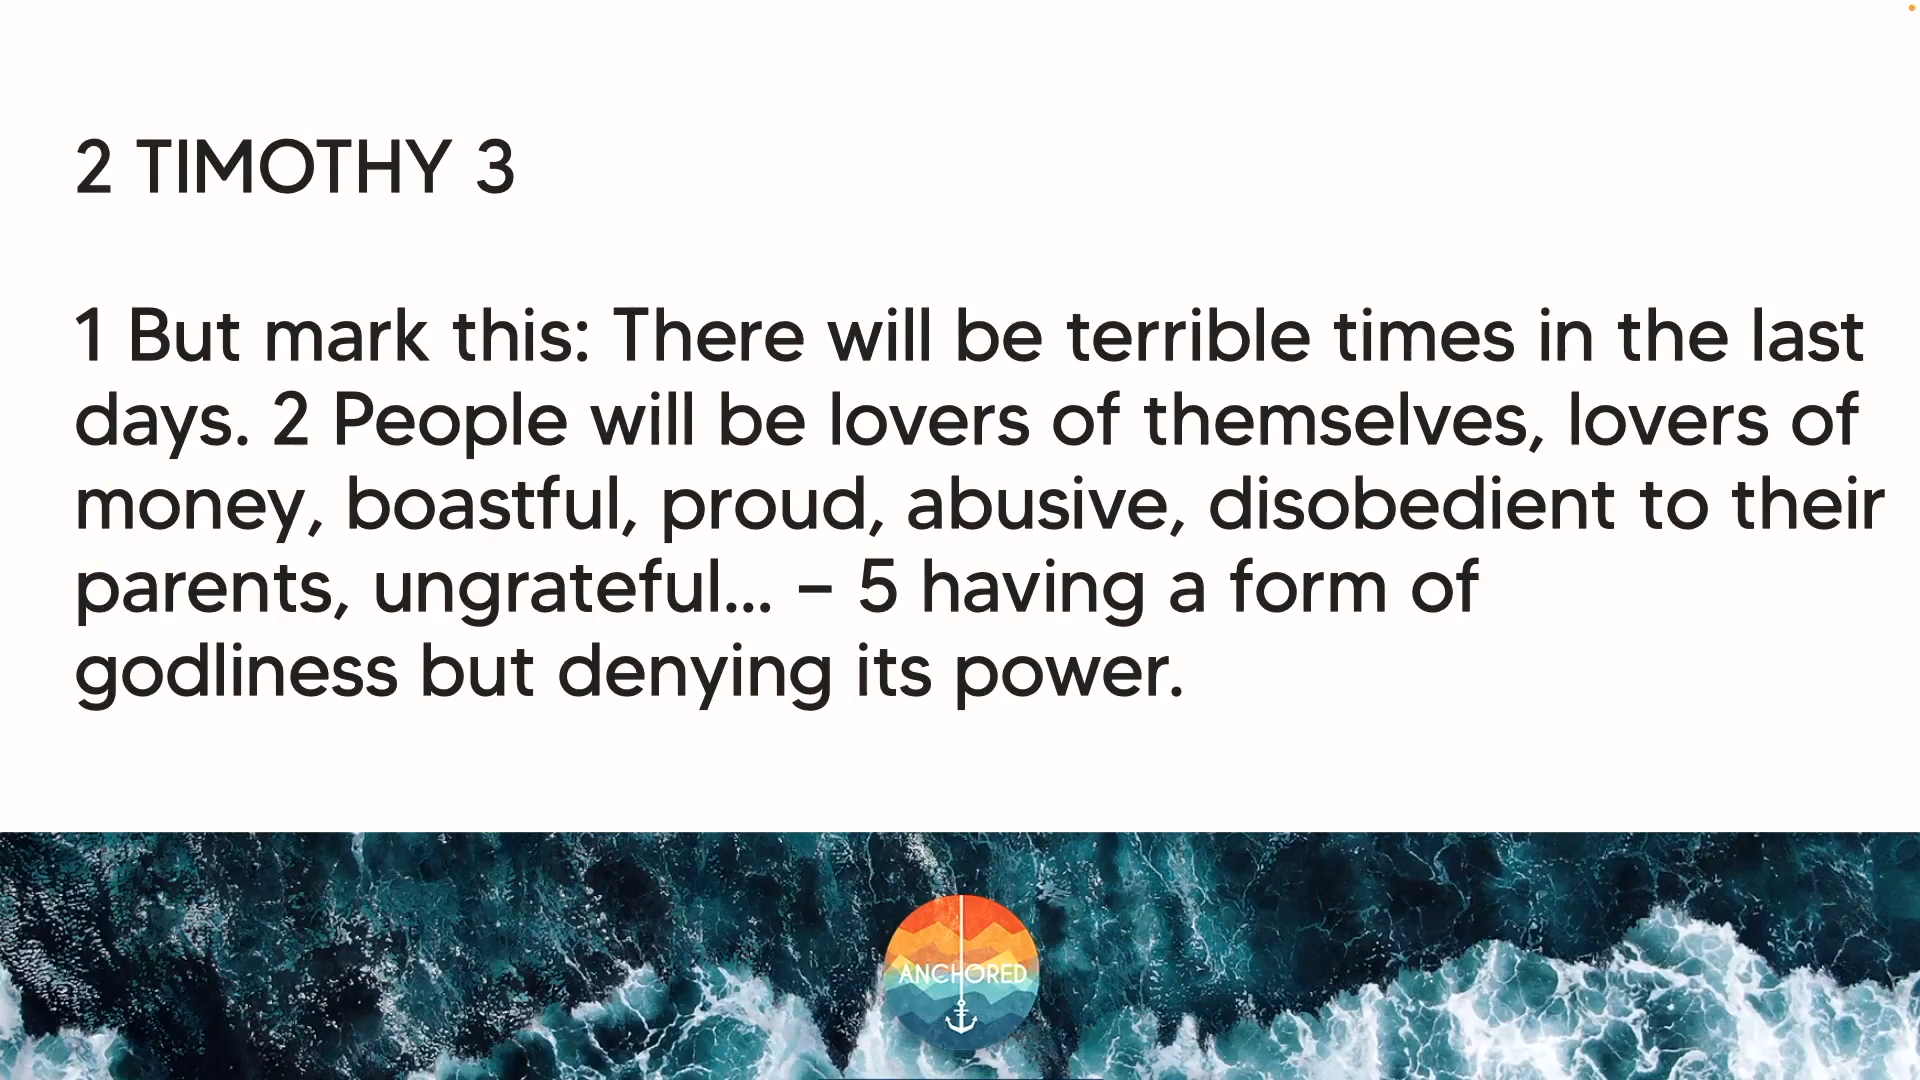 2 TIMOTHY 3
1 But mark this: There will be terrible times in the last
days. 2 People will be lovers of themselves, lovers of
money, boastful, proud, abusive, disobedient to their
parents, ungrateful... – 5 having a form of
godliness but denying its power.
ANCHORED